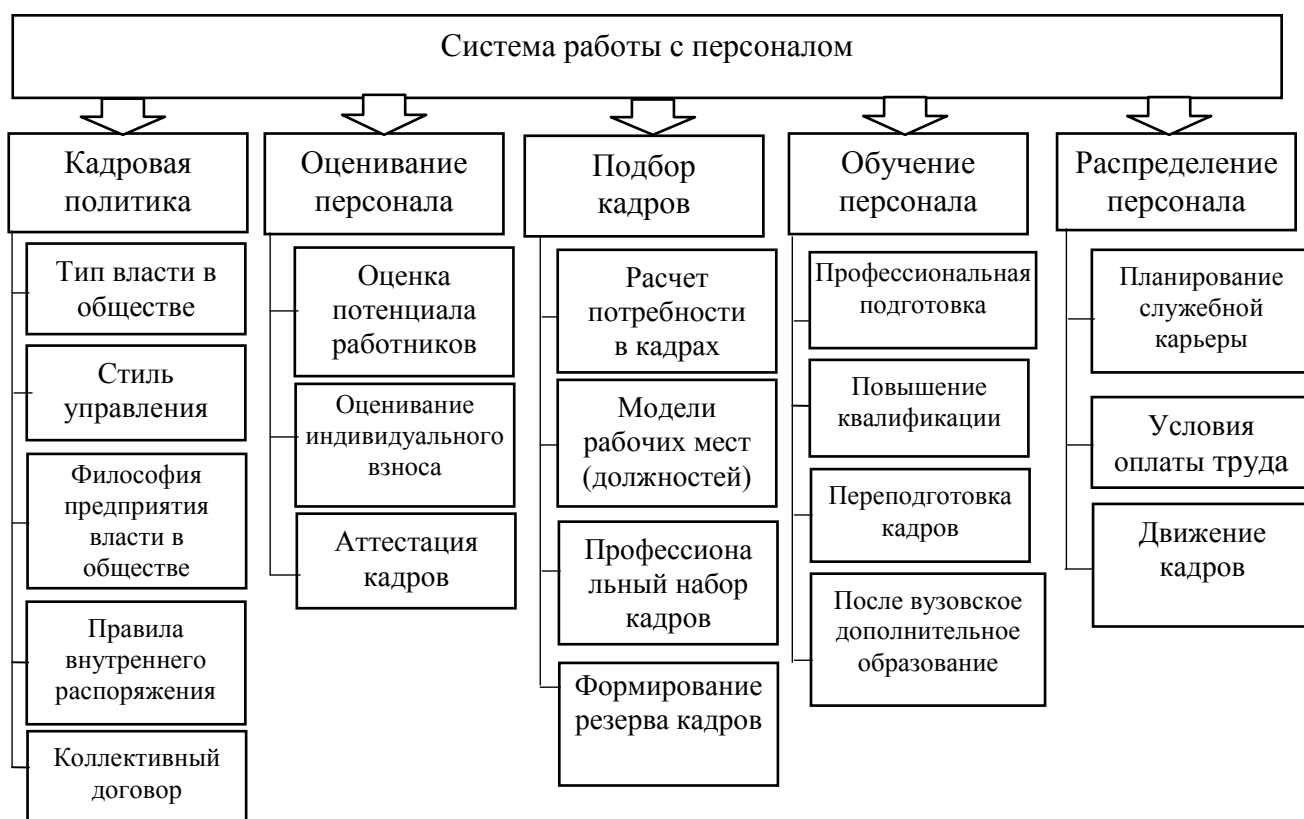 Система работы с персоналом
Кадровая
политика
Тип власти в
обществе
Стиль
управления
Философия
предприятия
власти в
обществе
Правила
внутреннего
распоряжения
Коллективный
договор
Оценивание
персонала
Оценка
потенциала
работников
Оценивание
индивидуального
взноса
Аттестация
кадров
Подбор
кадров
Расчет
потребности
в кадрах
Модели
рабочих мест
(должностей)
Профессиона
льный набор
кадров
Формирование
резерва кадров
Обучение
персонала
Профессиональная
подготовка
Повышение
квалификации
Переподготовка
кадров
После вузовское
дополнительное
образование
Распределение
персонала
Планирование
служебной
карьеры
Условия
оплаты труда
Движение
кадров